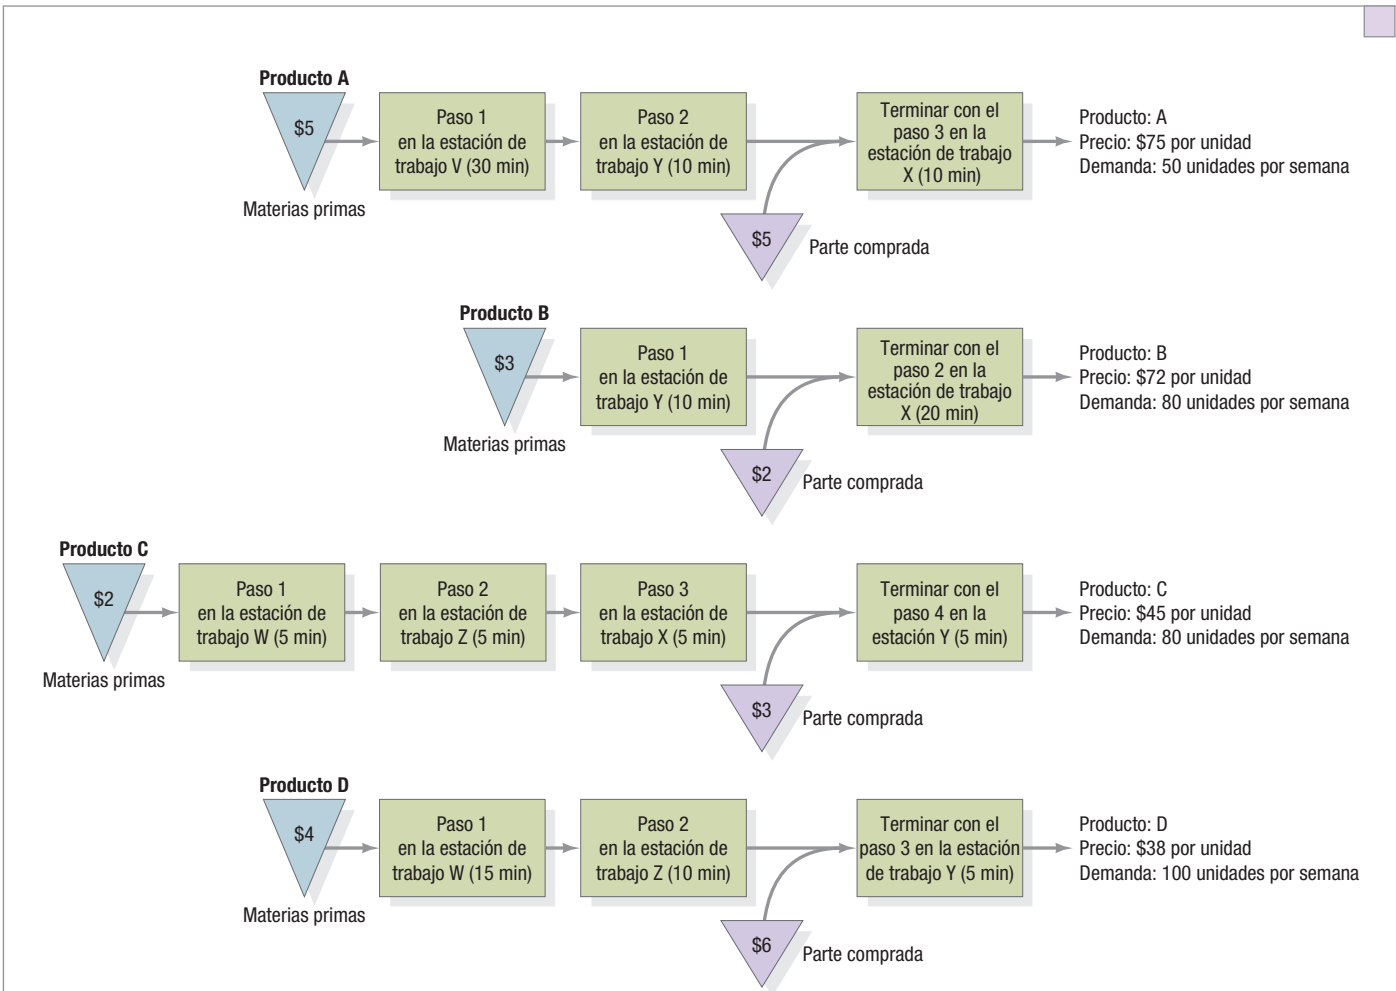 Producto A
$5
Materias primas
Paso 1
en la estación de
trabajo V (30 min)
Paso 2
en la estación de
trabajo Y (10 min)
$5
Parte comprada
Terminar con el
paso 3 en la
estación de trabajo
X (10 min)
Producto: A
Precio: $75 por unidad
Demanda: 50 unidades por semana
Producto B
$3
Materias primas
Paso 1
en la estación de
trabajo Y (10 min)
$2
Parte comprada
Terminar con el
paso 2 en la
estación de trabajo
X (20 min)
Producto: B
Precio: $72 por unidad
Demanda: 80 unidades por semana
Producto C
$2
Materias primas
Paso 1
en la estación de
trabajo W (5 min)
Paso 2
en la estación de
trabajo Z (5 min)
Paso 3
en la estación de
trabajo X (5 min)
$3
Parte comprada
Terminar con el
paso 4 en la
estación Y (5 min)
Producto: C
Precio: $45 por unidad
Demanda: 80 unidades por semana
Producto D
$4
Materias primas
Paso 1
en la estación de
trabajo W (15 min)
Paso 2
en la estación de
trabajo Z (10 min)
$6
Parte comprada
Terminar con el
paso 3 en la estación
de trabajo Y (5 min)
Producto: D
Precio: $38 por unidad
Demanda: 100 unidades por semana